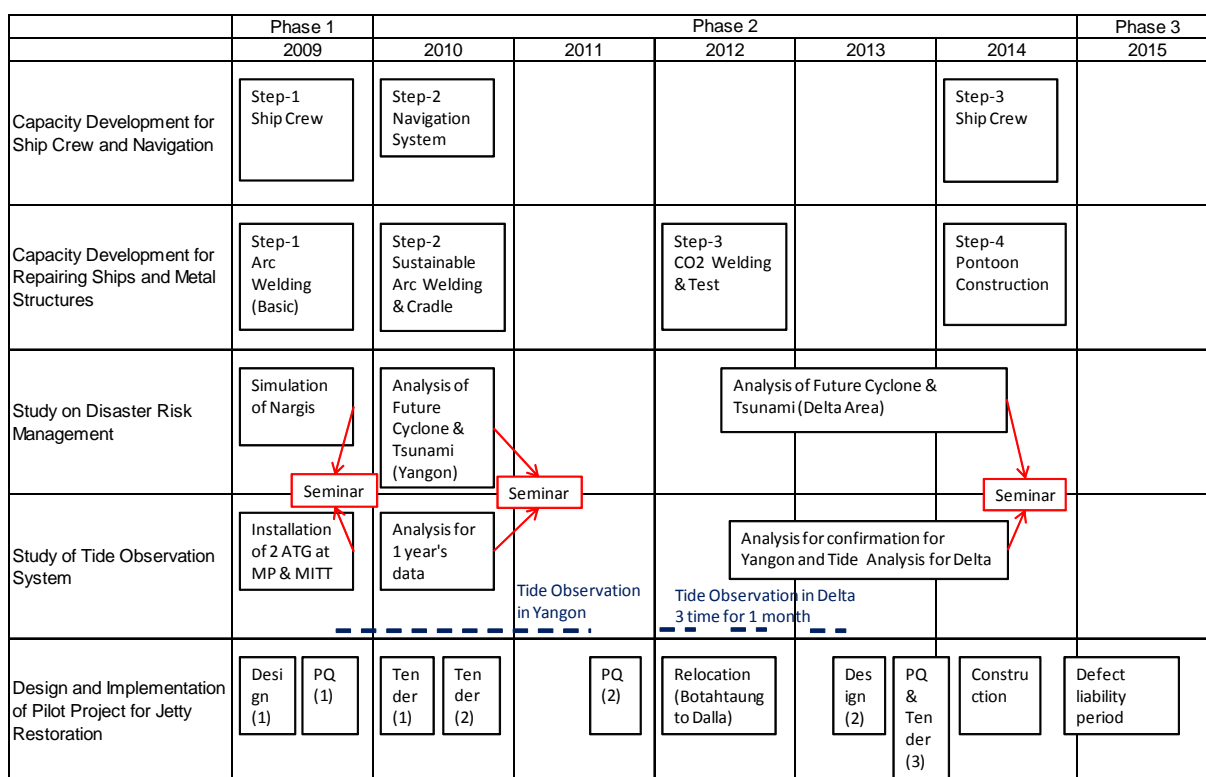 Phase 1
Phase 2
Phase 3
2009
2010
2011
2012
2013
2014
2015
Capacity Development for
Ship Crew and Navigation
Step-1
Ship Crew
Step-2
Navigation
System
Step-3
Ship Crew
Capacity Development for
Repairing Ships and Metal
Structures
Step-1
Arc
Welding
(Basic)
Step-2
Sustainable
Arc Welding
& Cradle
Step-3
CO2 Welding
& Test
Step-4
Pontoon
Construction
Study on Disaster Risk
Management
Simulation
of Nargis
Analysis of
Future
Cyclone &
Tsunami
(Yangon)
Analysis of Future Cyclone &
Tsunami (Delta Area)
Seminar
Seminar
Seminar
Study of Tide Observation
System
Installation
of 2 ATG at
MP & MITT
Analysis for
1 year's
data
Analysis for confirmation for
Yangon and Tide Analysis for Delta
Tide Observation
in Yangon
Tide Observation in Delta
3 time for 1 month
Design and Implementation
of Pilot Project for Jetty
Restoration
Desi
gn
(1)
PQ
(1)
Ten
der
(1)
Ten
der
(2)
PQ
(2)
Relocation
(Botahtaung
to Dalla)
Des
ign
(2)
PQ
&
Ten
der
(3)
Constru
ction
Defect
liability
period